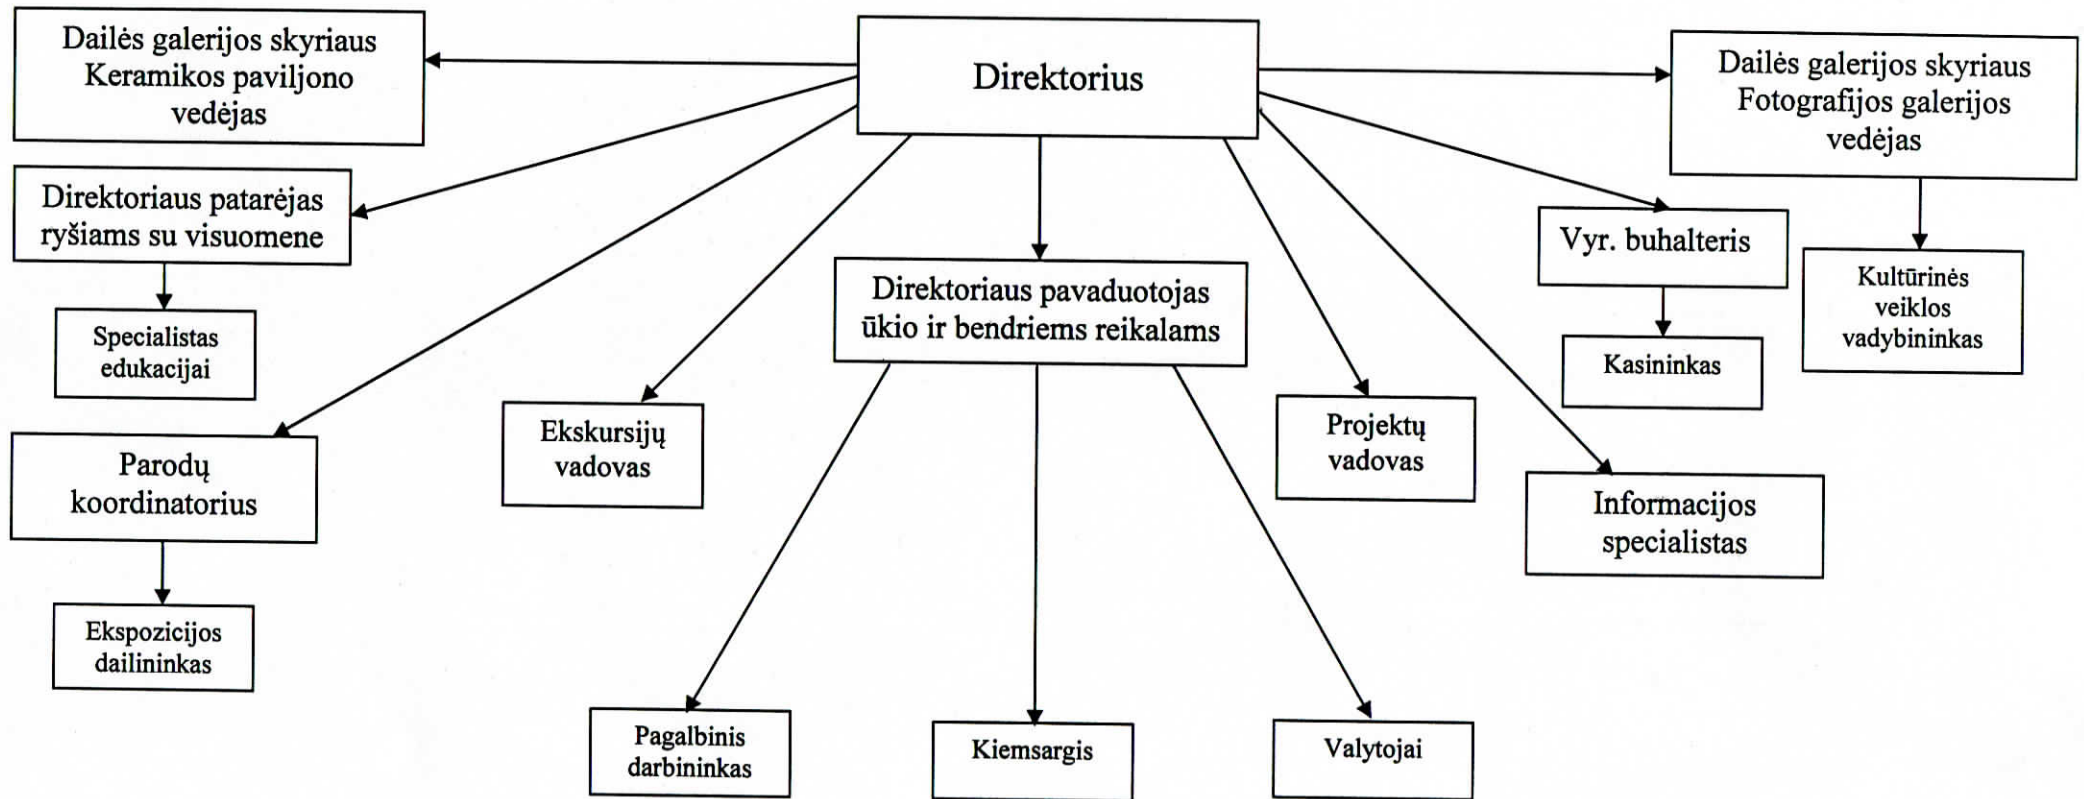 Dailės galerijos skyriaus
Keramikos paviljono
vedėjas
Direktorius
Dailės galerijos skyriaus
Fotografijos galerijos
vedėjas
Direktoriaus patarėjas
ryšiams su visuomene
Vyr. buhalteris
Direktoriaus pavaduotojas
ūkio ir bendriems reikalams
Kultūrinės
veiklos
vadybininkas
Specialistas
edukacijai
Kasininkas
Parodų
koordinatorius
Ekskursijų
vadovas
Projektų
vadovas
Informacijos
specialistas
Ekspozicijos
dailininkas
Pagalbinis
darbininkas
Kiemsargis
Valytojai